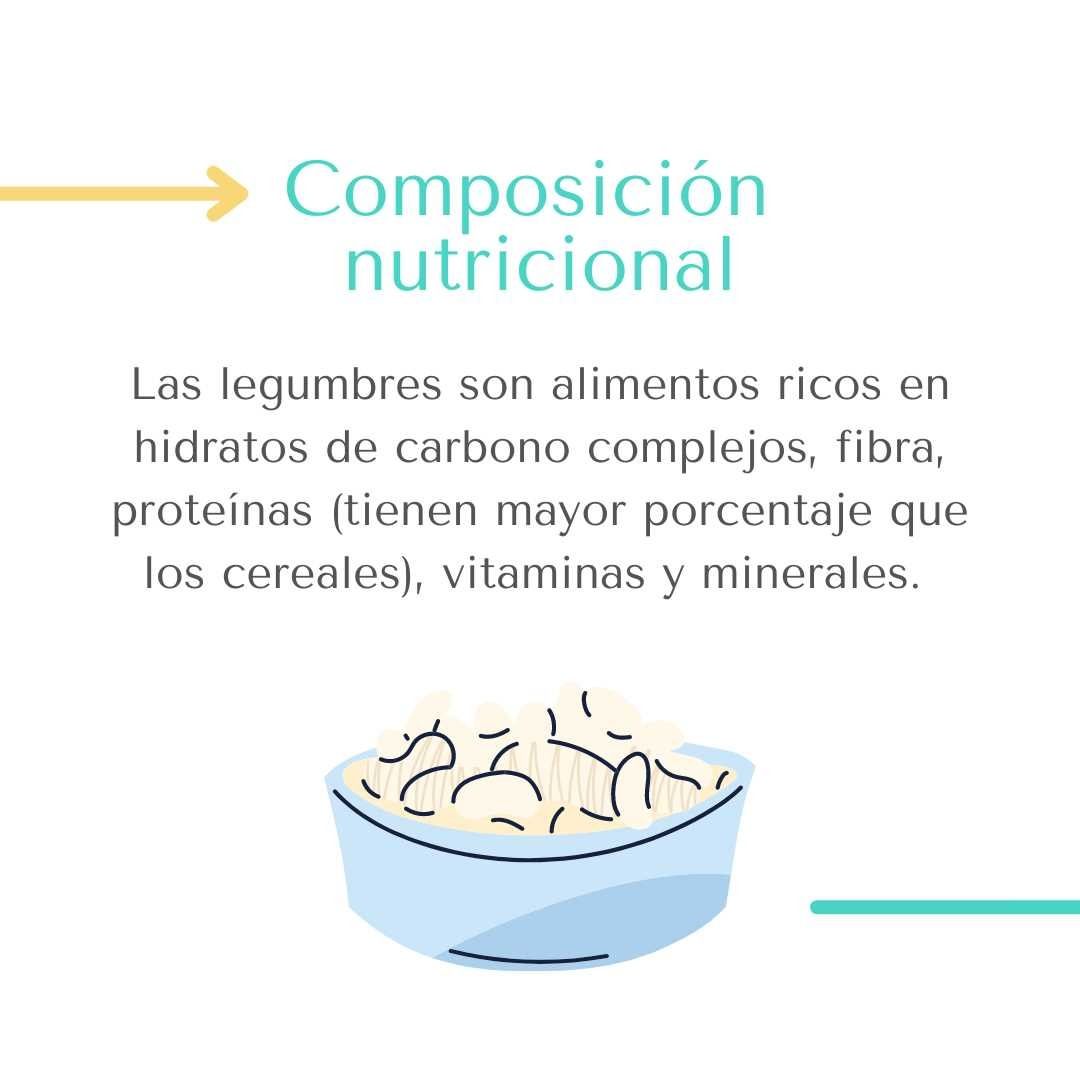 Composición
nutricional
Las legumbres son alimentos ricos en
hidratos de carbono complejos, fibra,
proteínas (tienen mayor porcentaje que
los cereales), vitaminas y minerales.